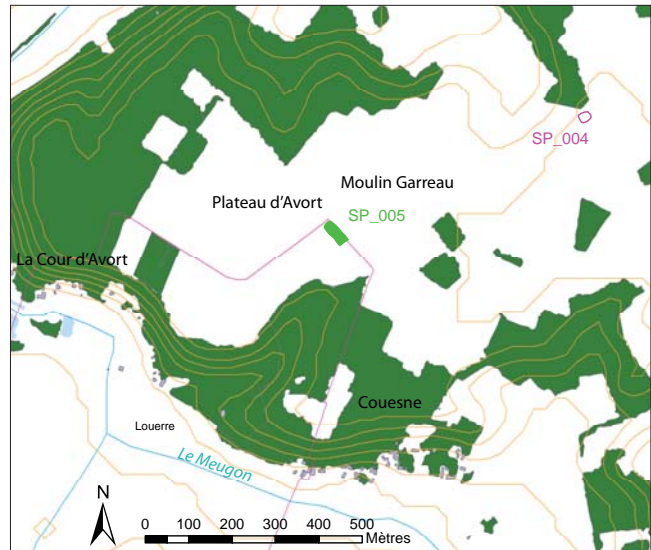 SP_004
Moulin Garreau
Plateau d'Avort
SP_005
La Cour d'Avort
Couesne
Louerre
Le Meugon
N
0 100 200 300 400 500
Mètres